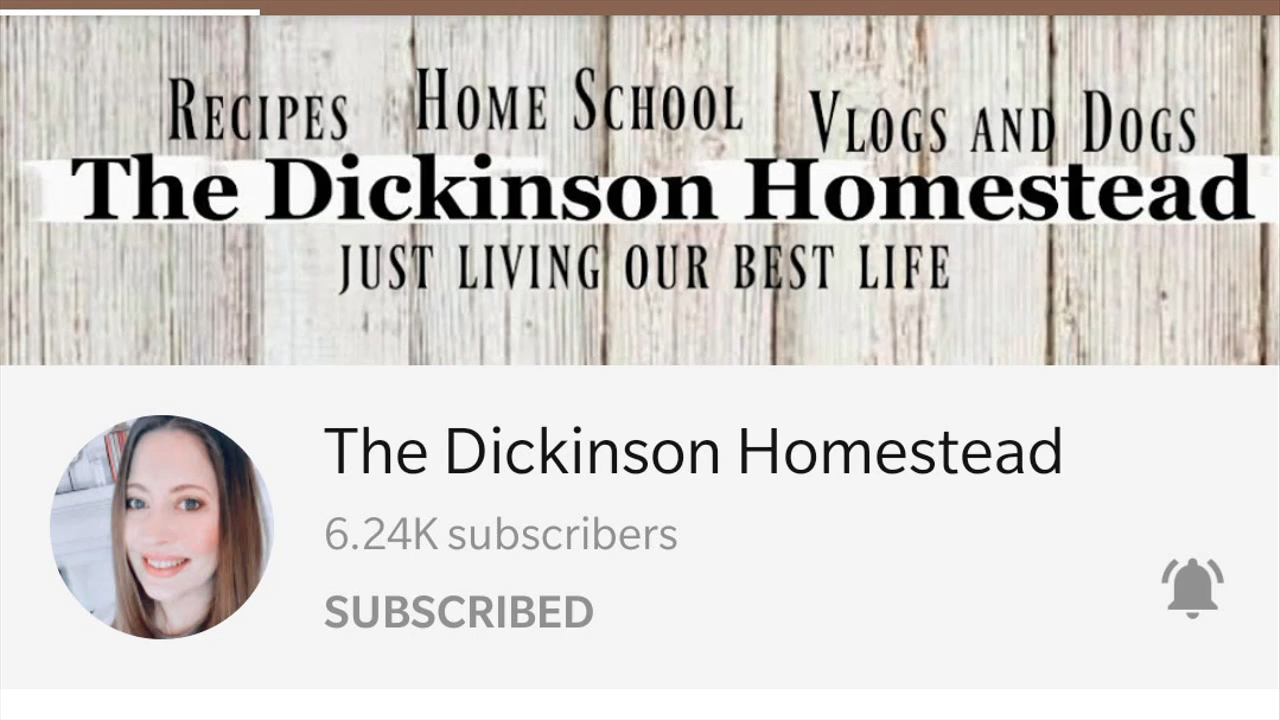 Recipes Home School Vlogs and Dogs
The Dickinson Homestead
JUST LIVING OUR BEST LIFE
The Dickinson Homestead
6.24K subscribers
SUBSCRIBED